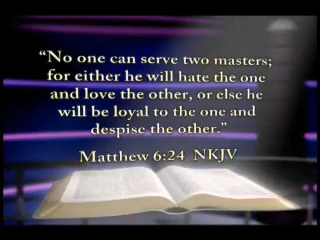 “No one can serve two masters;
for either he will hate the one
and love the other, or else he
will be loyal to the one and
despise the other.”
Matthew 6:24 NKJV